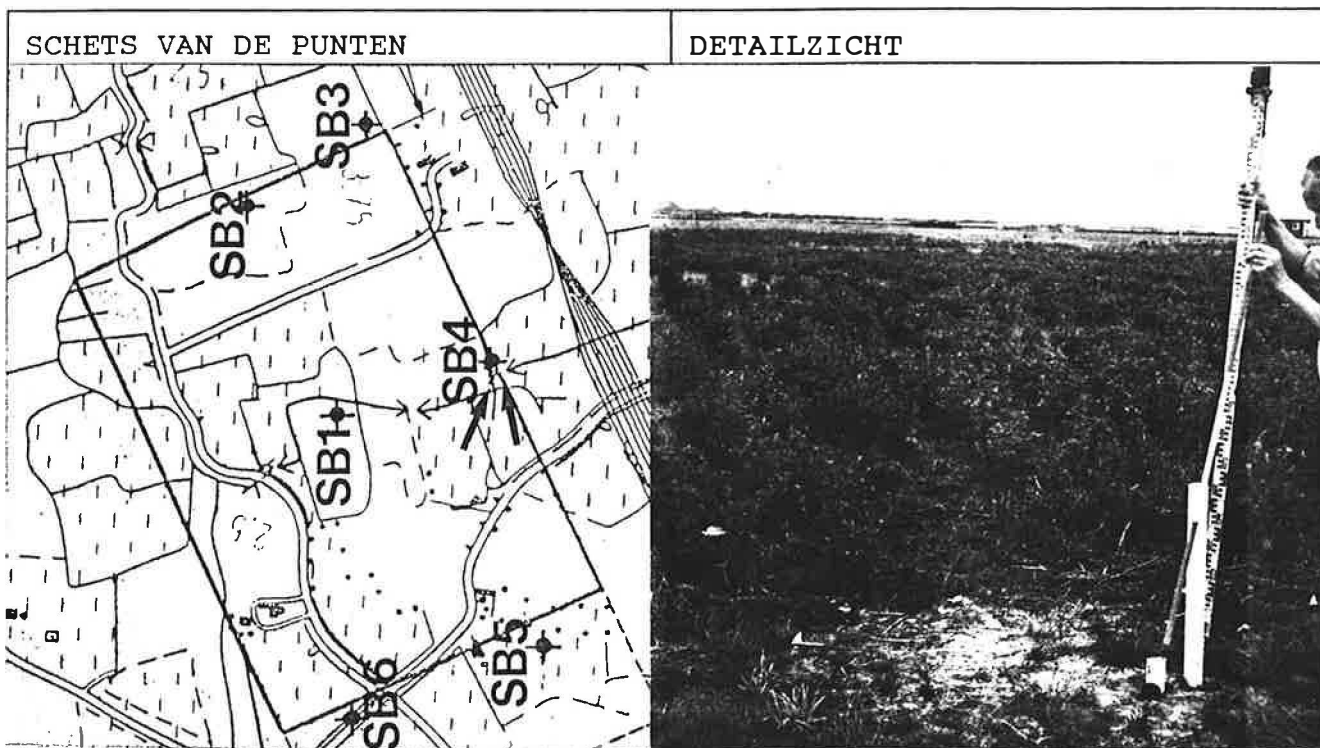 SCHETS VAN DE PUNTEN
DETAILZICHT
SB3
SB2
SB4
SB1
SB5
SB6